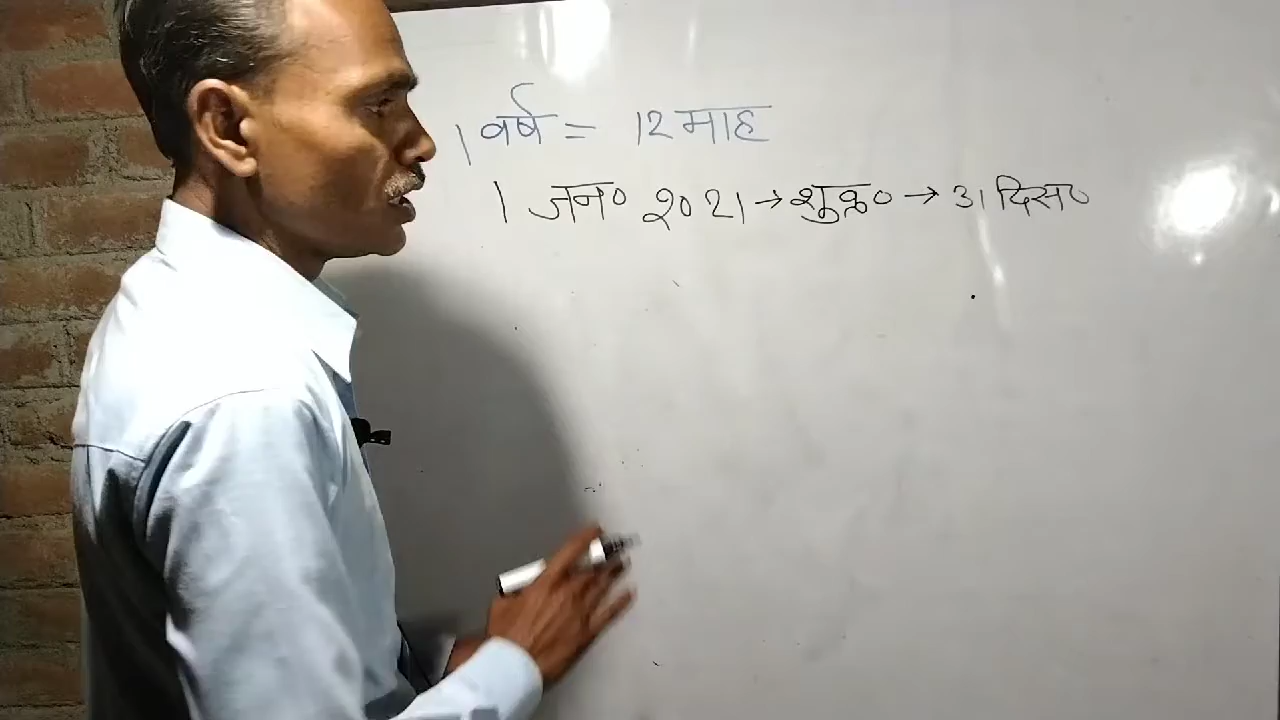 1 वर्ष = 12 माह
1 जन० 2021 → शुक्र० → 31 दिस०